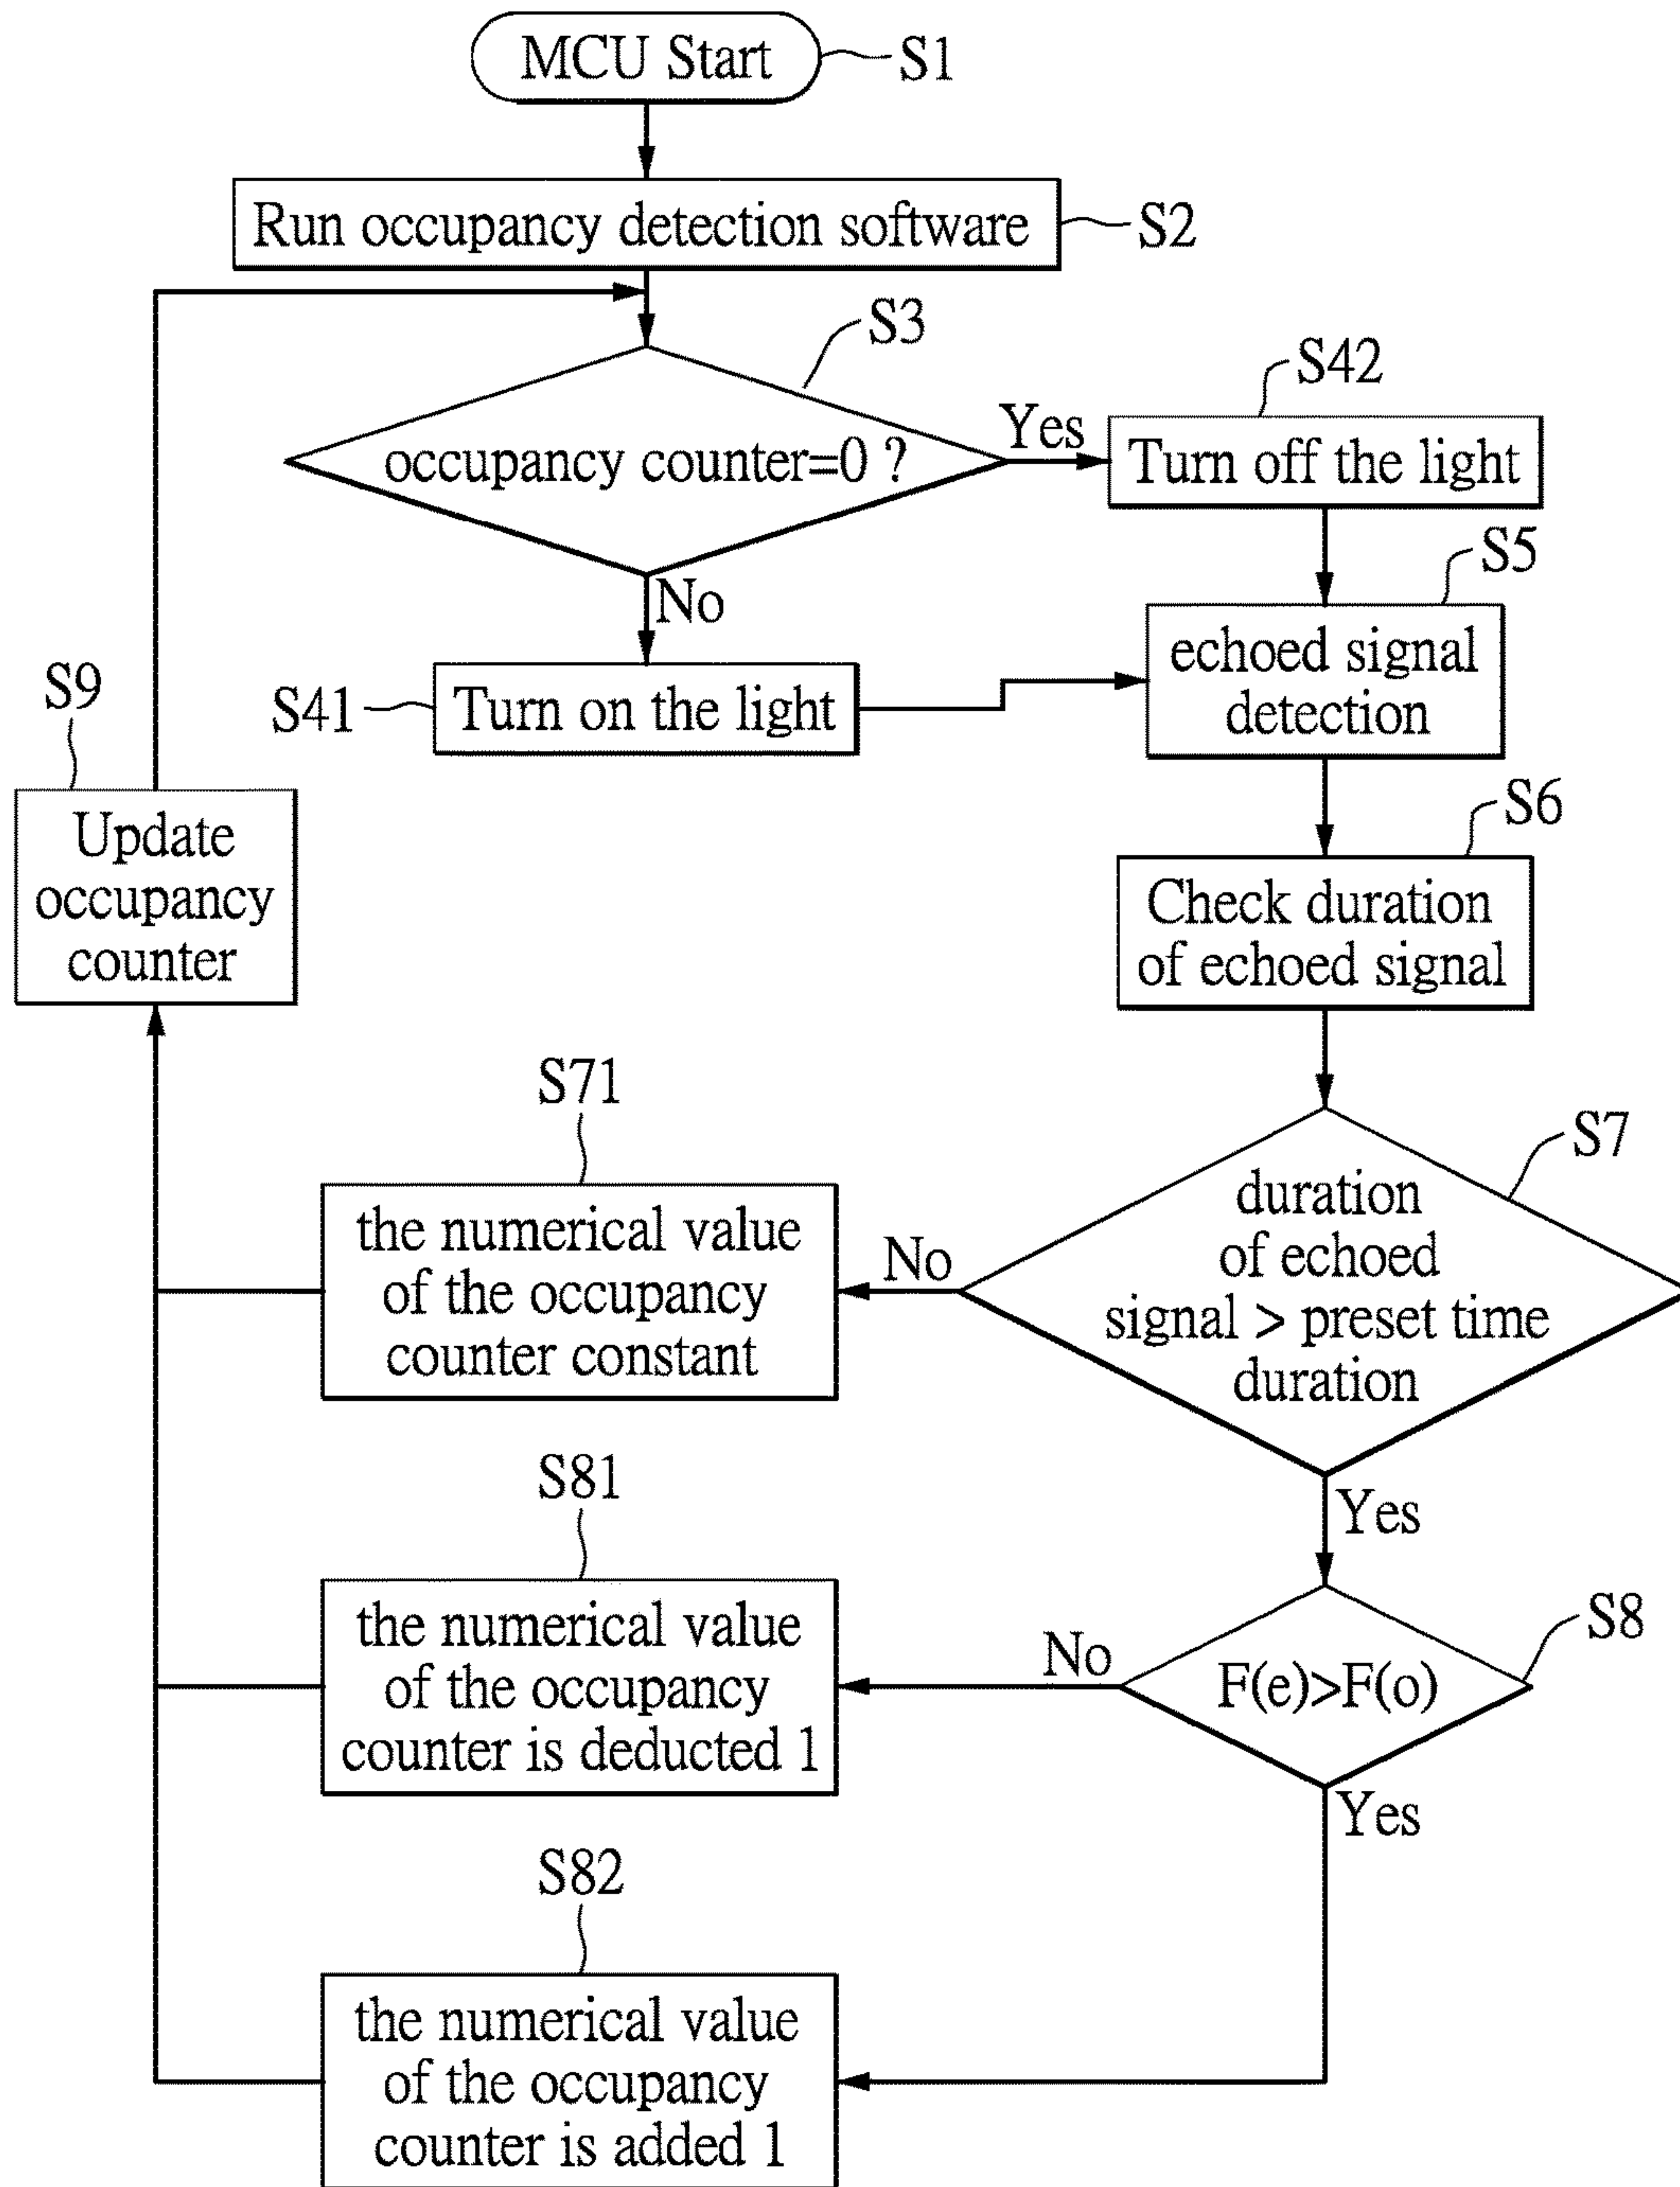 MCU Start
S1
Run occupancy detection software
S2
S3
occupancy counter=0 ?
Yes
S42
Turn off the light
No
S5
echoed signal
detection
S41
Turn on the light
S9
Update
occupancy
counter
S6
Check duration
of echoed signal
S71
the numerical value
of the occupancy
counter constant
No
S7
duration
of echoed
signal > preset time
duration
Yes
S81
the numerical value
of the occupancy
counter is deducted 1
No
S8
F(e)>F(o)
Yes
S82
the numerical value
of the occupancy
counter is added 1